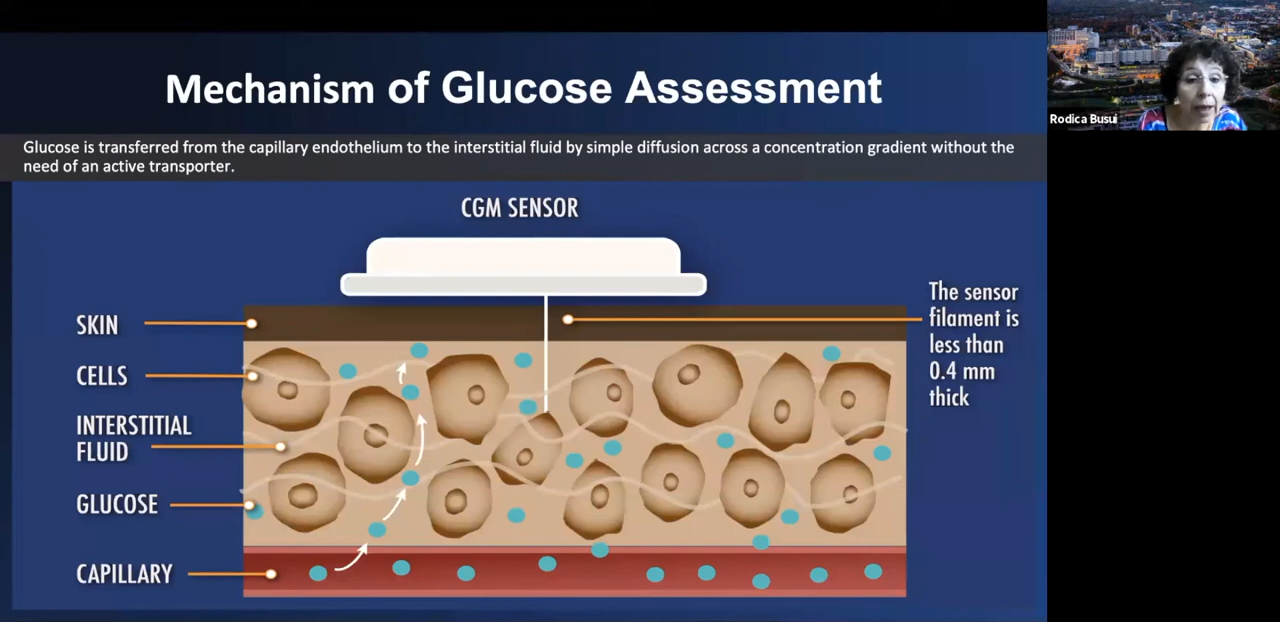 Mechanism of Glucose Assessment
Rodica Busui
Glucose is transferred from the capillary endothelium to the interstitial fluid by simple diffusion across a concentration gradient without the
need of an active transporter.
CGM SENSOR
The sensor
filament is
less than
0.4 mm
thick
SKIN
CELLS
INTERSTITIAL
FLUID
GLUCOSE
CAPILLARY